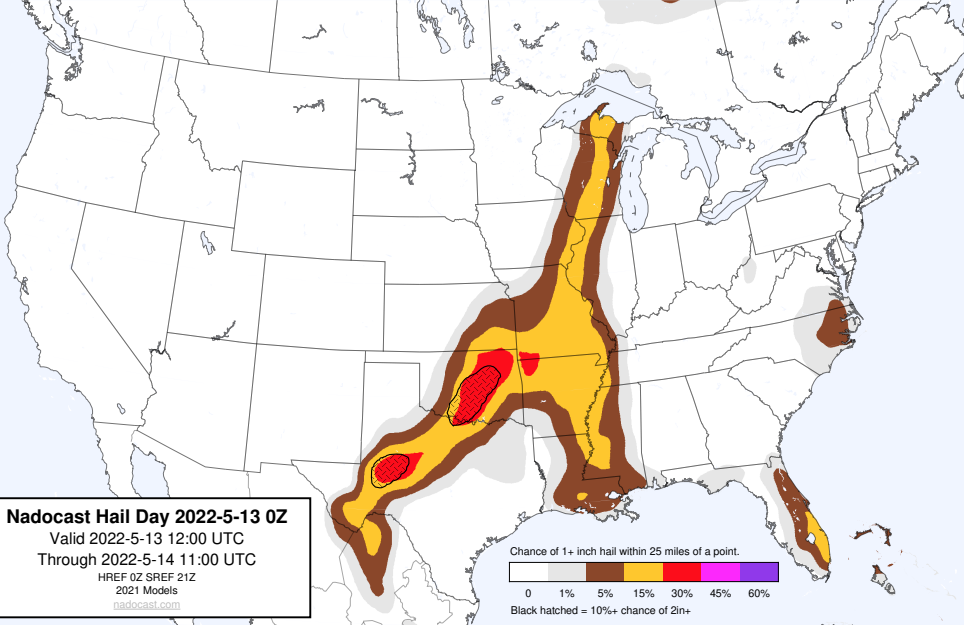 Nadocast Hail Day 2022-5-13 0Z
Valid 2022-5-13 12:00 UTC
Through 2022-5-14 11:00 UTC
HREF 0Z SREF 21Z
2021 Models
nadocast.com
Chance of 1+ inch hail within 25 miles of a point.
0 1% 5% 15% 30% 45% 60%
Black hatched = 10%+ chance of 2in+